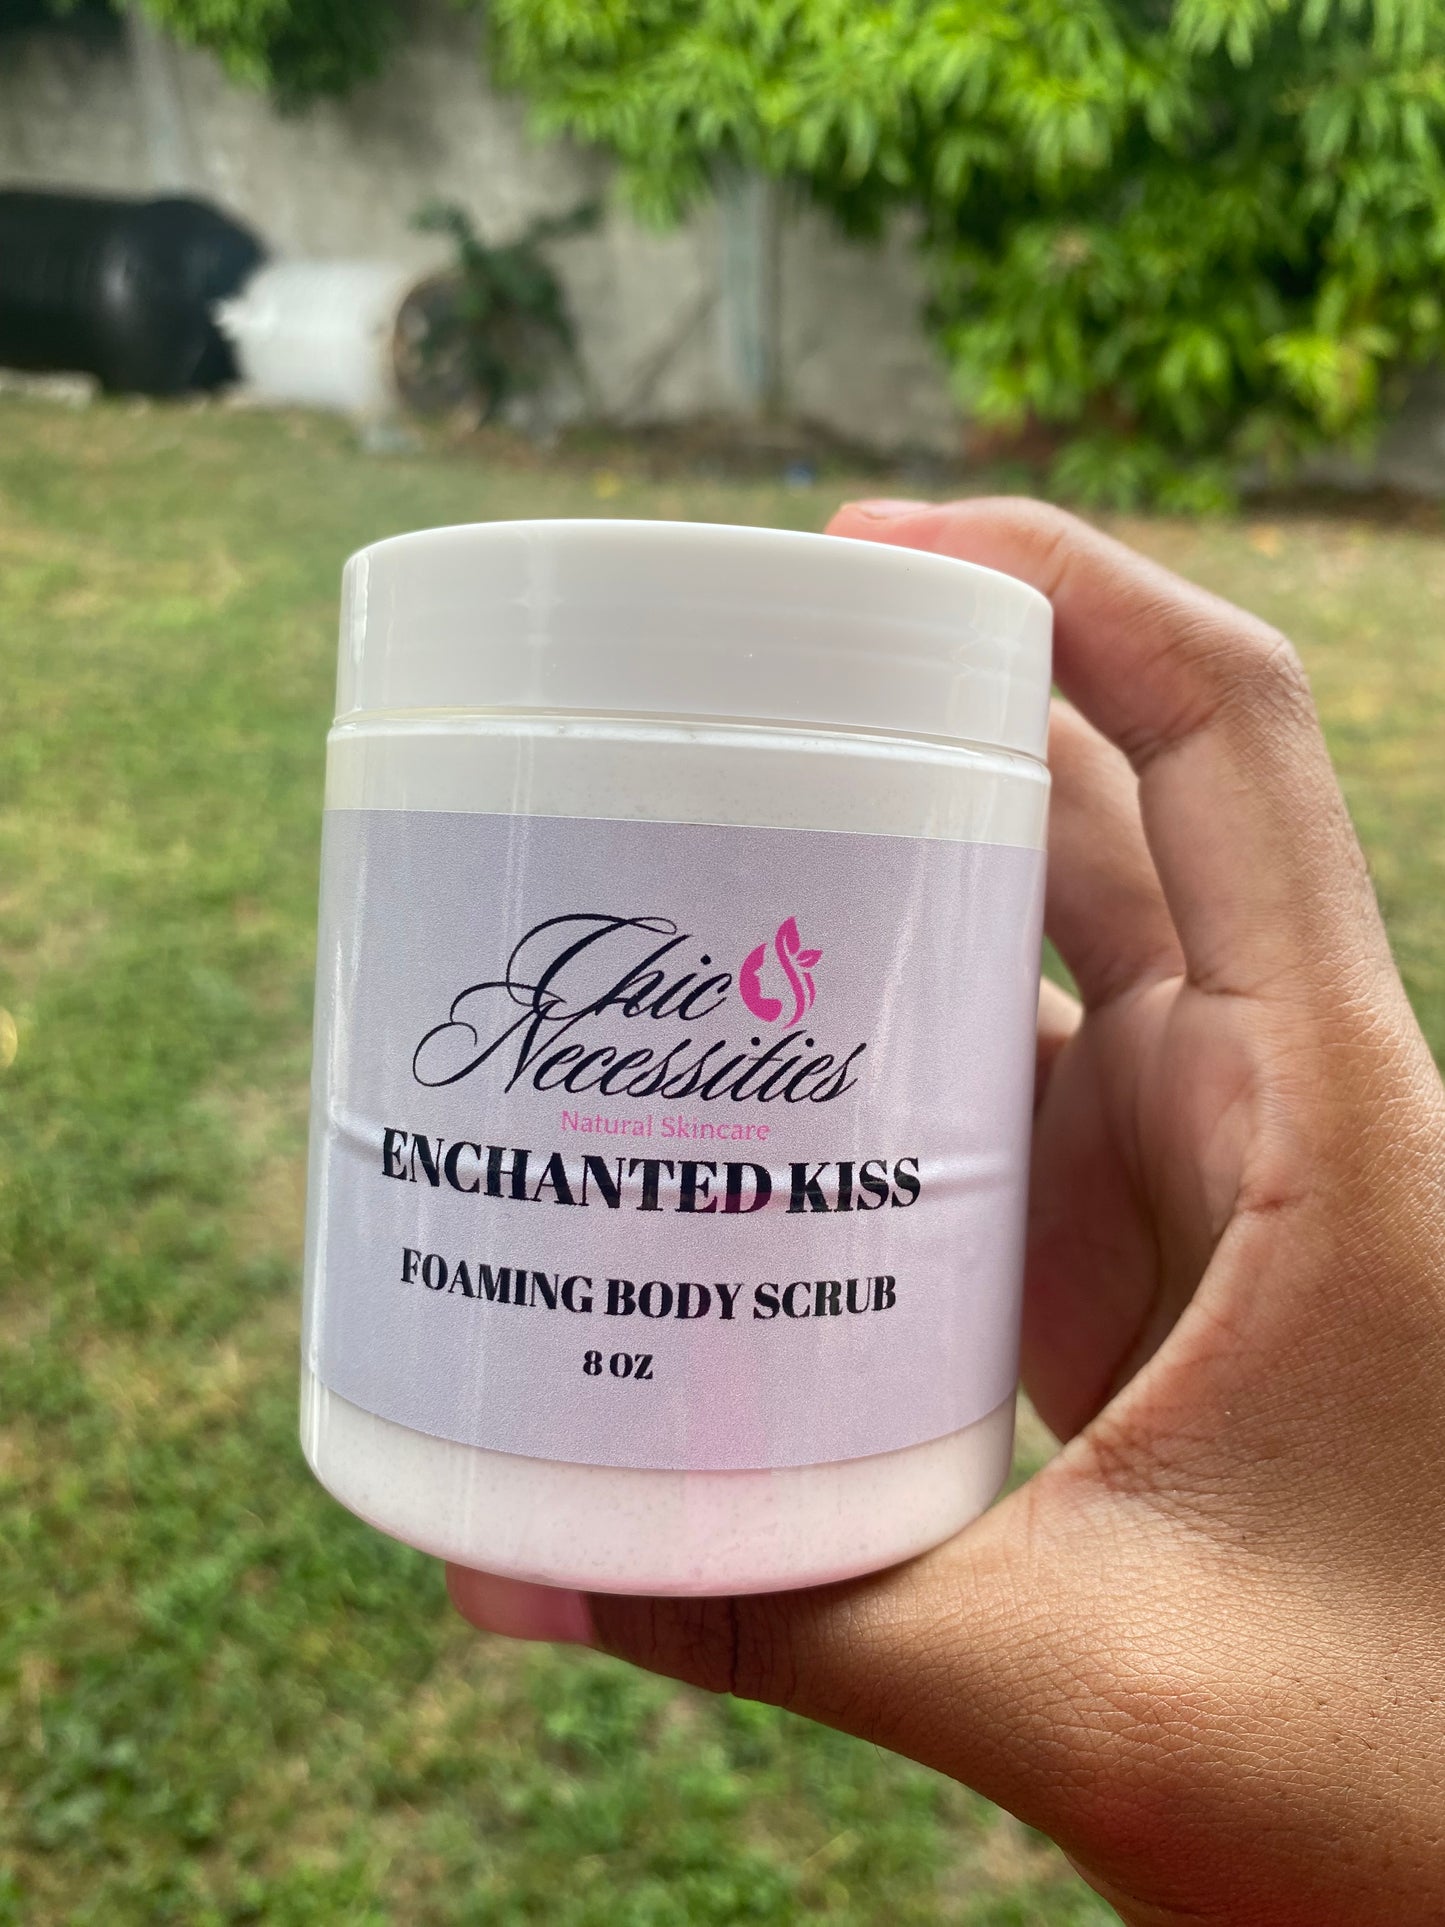 Chic
Necessities
Natural Skincare
ENCHANTED KISS
FOAMING BODY SCRUB
8 OZ